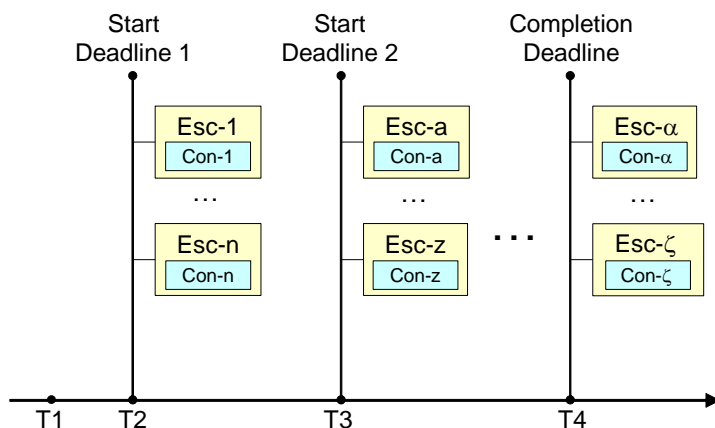 Start
Deadline 1
Start
Deadline 2
Completion
Deadline
Esc-1
Con-1
...
Esc-n
Con-n
Esc-a
Con-a
...
Esc-z
Con-z
...
Esc-α
Con-α
...
Esc-ζ
Con-ζ
T1
T2
T3
T4